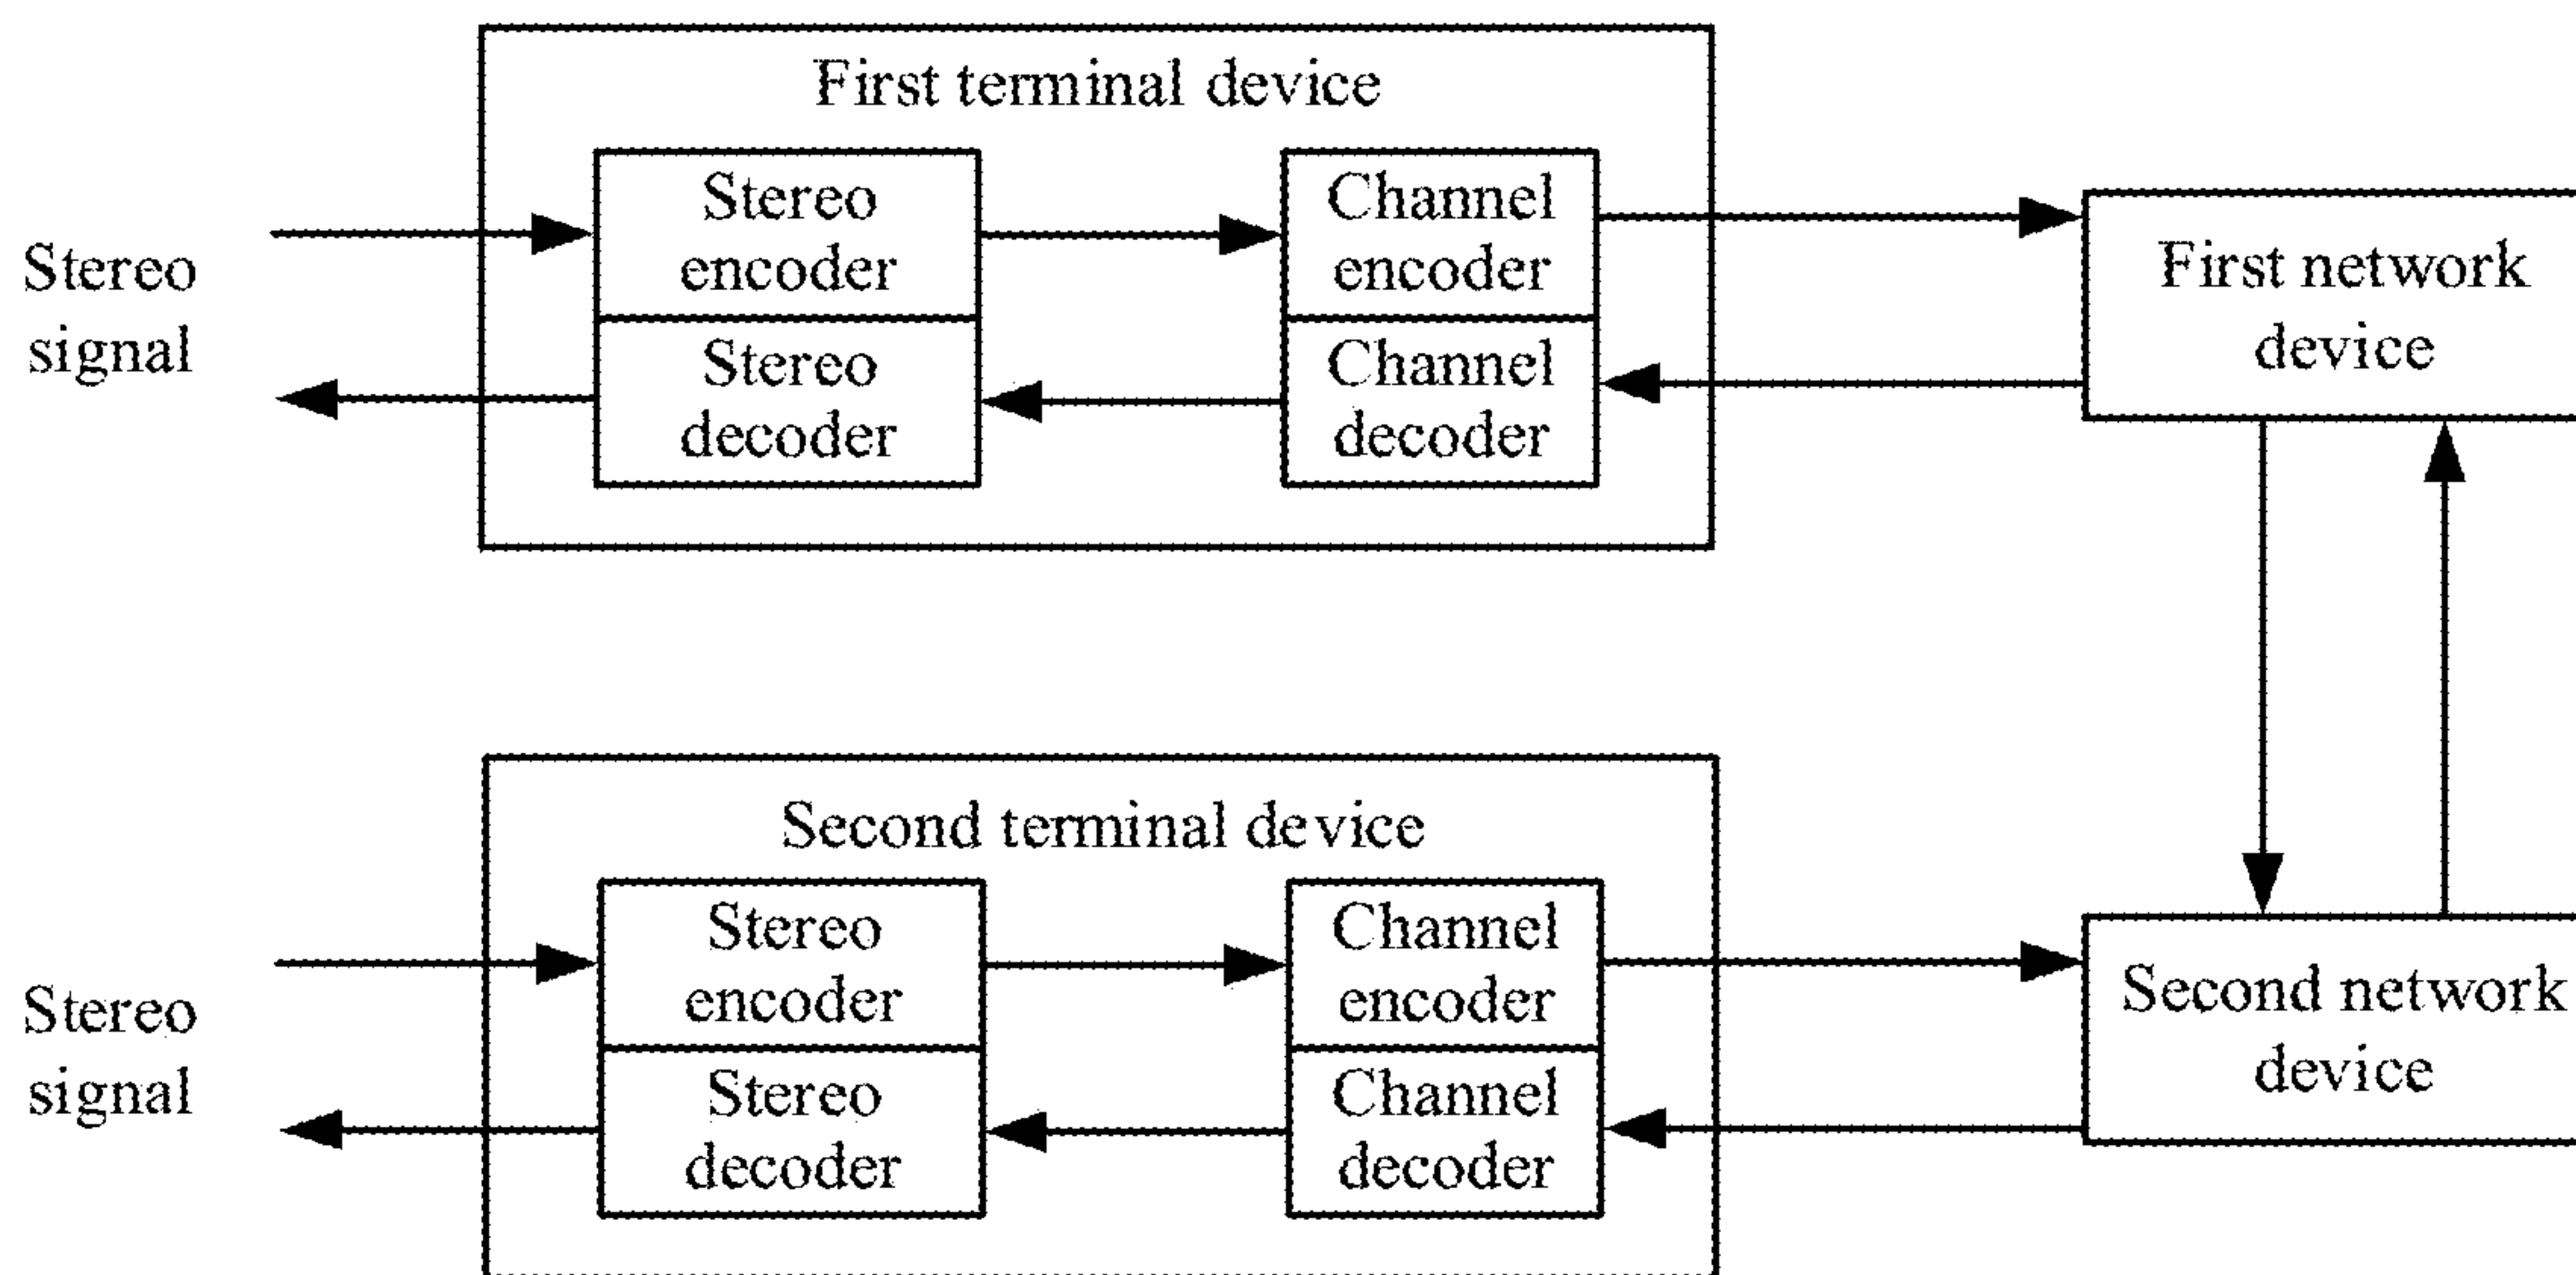 First terminal device
Stereo
signal
Stereo
encoder
Stereo
decoder
Channel
encoder
Channel
decoder
First network
device
Second terminal device
Stereo
signal
Stereo
encoder
Stereo
decoder
Channel
encoder
Channel
decoder
Second network
device